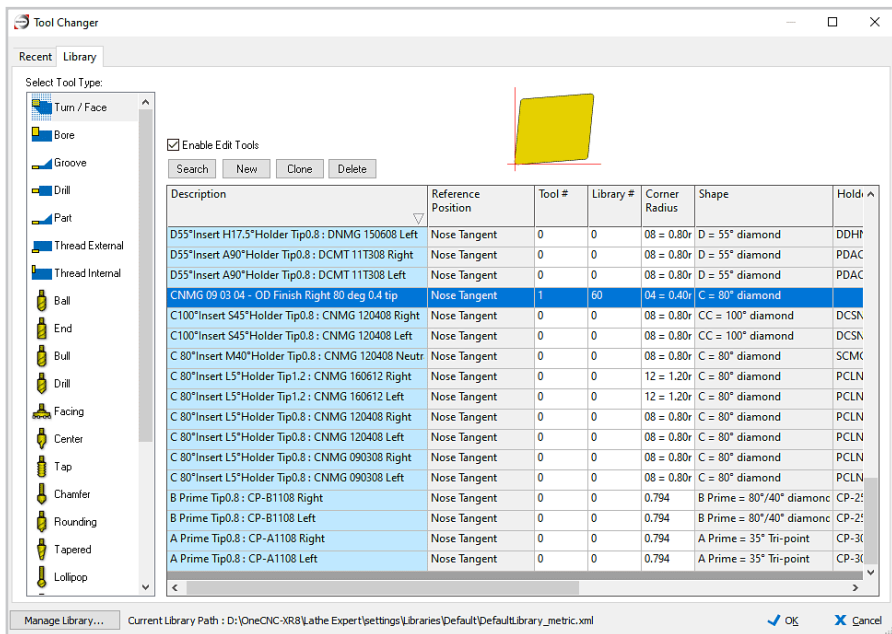 Tool Changer
Recent Library
Select Tool Type:
Turn / Face
Bore
Groove
Drill
Part
Thread External
Thread Internal
Ball
End
Bull
Drill
Facing
Center
Tap
Chamfer
Rounding
Tapered
Lollipop
Enable Edit Tools
Search New Clone Delete
Description Reference Position Tool # Library # Corner Radius Shape Holde
D55°Insert H17.5°Holder Tip0.8 : DNMG 150608 Left Nose Tangent 0 0 08 = 0.80r D = 55° diamond DDHN
D55°Insert A90°Holder Tip0.8 : DCMT 11T308 Right Nose Tangent 0 0 08 = 0.80r D = 55° diamond PDAC
D55°Insert A90°Holder Tip0.8 : DCMT 11T308 Left Nose Tangent 0 0 08 = 0.80r D = 55° diamond PDAC
CNMG 09 03 04 - OD Finish Right 80 deg 0.4 tip Nose Tangent 1 60 04 = 0.40r C = 80° diamond
C100°Insert S45°Holder Tip0.8 : CNMG 120408 Right Nose Tangent 0 0 08 = 0.80r CC = 100° diamond DCSN
C100°Insert S45°Holder Tip0.8 : CNMG 120408 Left Nose Tangent 0 0 08 = 0.80r CC = 100° diamond DCSN
C 80°Insert M40°Holder Tip0.8 : CNMG 120408 Neutr Nose Tangent 0 0 08 = 0.80r C = 80° diamond SCMC
C 80°Insert L5°Holder Tip1.2 : CNMG 160612 Right Nose Tangent 0 0 12 = 1.20r C = 80° diamond PCLN
C 80°Insert L5°Holder Tip1.2 : CNMG 160612 Left Nose Tangent 0 0 12 = 1.20r C = 80° diamond PCLN
C 80°Insert L5°Holder Tip0.8 : CNMG 120408 Right Nose Tangent 0 0 08 = 0.80r C = 80° diamond PCLN
C 80°Insert L5°Holder Tip0.8 : CNMG 120408 Left Nose Tangent 0 0 08 = 0.80r C = 80° diamond PCLN
C 80°Insert L5°Holder Tip0.8 : CNMG 090308 Right Nose Tangent 0 0 08 = 0.80r C = 80° diamond PCLN
C 80°Insert L5°Holder Tip0.8 : CNMG 090308 Left Nose Tangent 0 0 08 = 0.80r C = 80° diamond PCLN
B Prime Tip0.8 : CP-B1108 Right Nose Tangent 0 0 0.794 B Prime = 80°/40° diamond CP-25
B Prime Tip0.8 : CP-B1108 Left Nose Tangent 0 0 0.794 B Prime = 80°/40° diamond CP-25
A Prime Tip0.8 : CP-A1108 Right Nose Tangent 0 0 0.794 A Prime = 35° Tri-point CP-30
A Prime Tip0.8 : CP-A1108 Left Nose Tangent 0 0 0.794 A Prime = 35° Tri-point CP-30
Manage Library... Current Library Path : D:\OneCNC-XR8\Lathe Expert\settings\Libraries\Default\DefaultLibrary_metric.xml OK Cancel